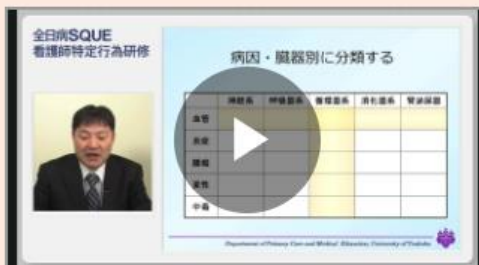 全日病SQUE
看護師特定行為研修
病因・臓器別に分類する
神経系 呼吸器系 循環器系 消化器系 腎泌尿器
血管
炎症
腫瘍
変性
中毒
Department of Primary Care and Medical Education, University of Tsukuba